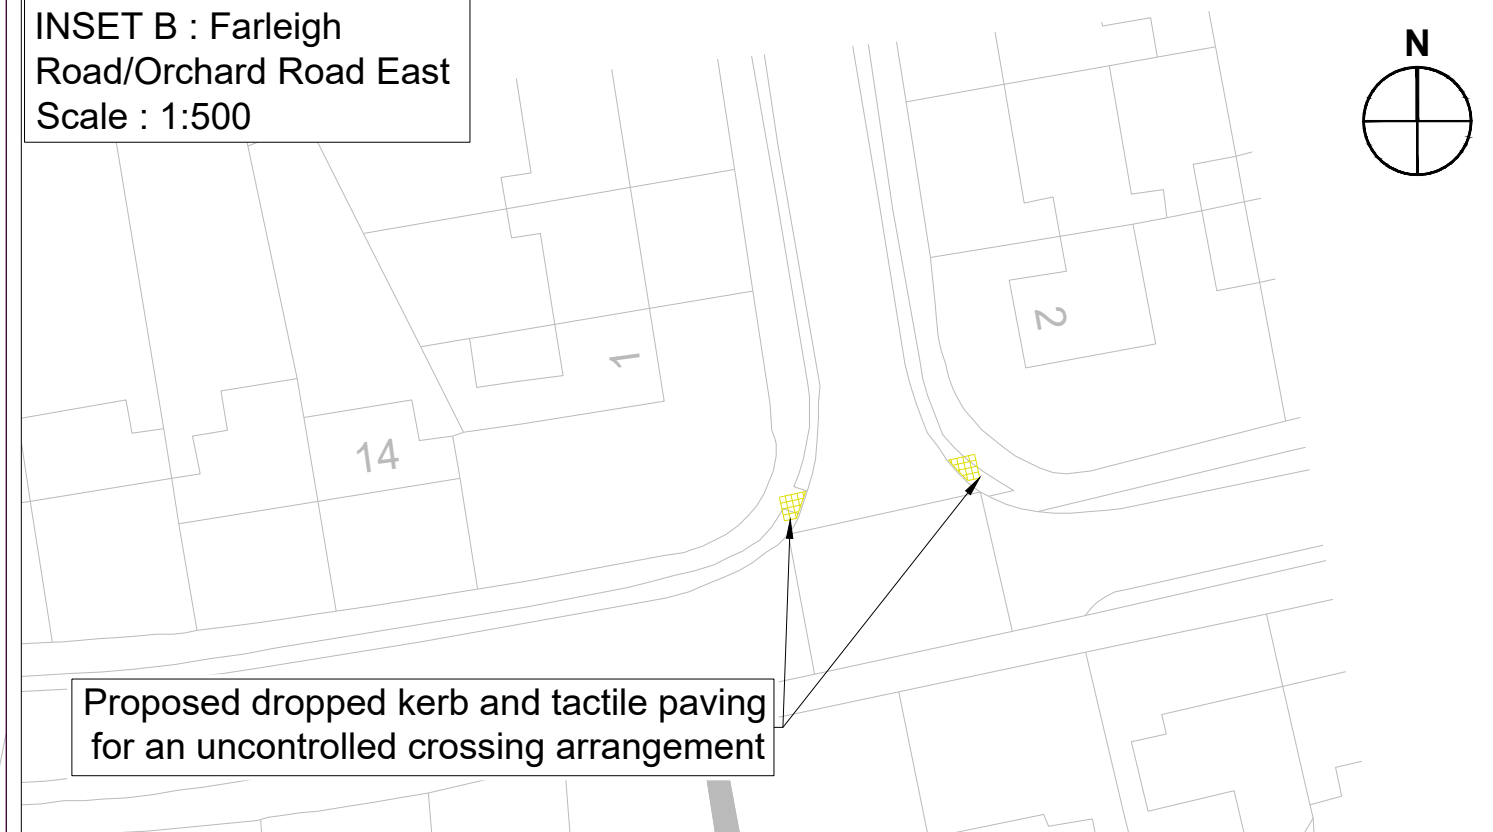 INSET B : Farleigh
Road/Orchard Road East
Scale : 1:500
N
2
1
14
Proposed dropped kerb and tactile paving
for an uncontrolled crossing arrangement